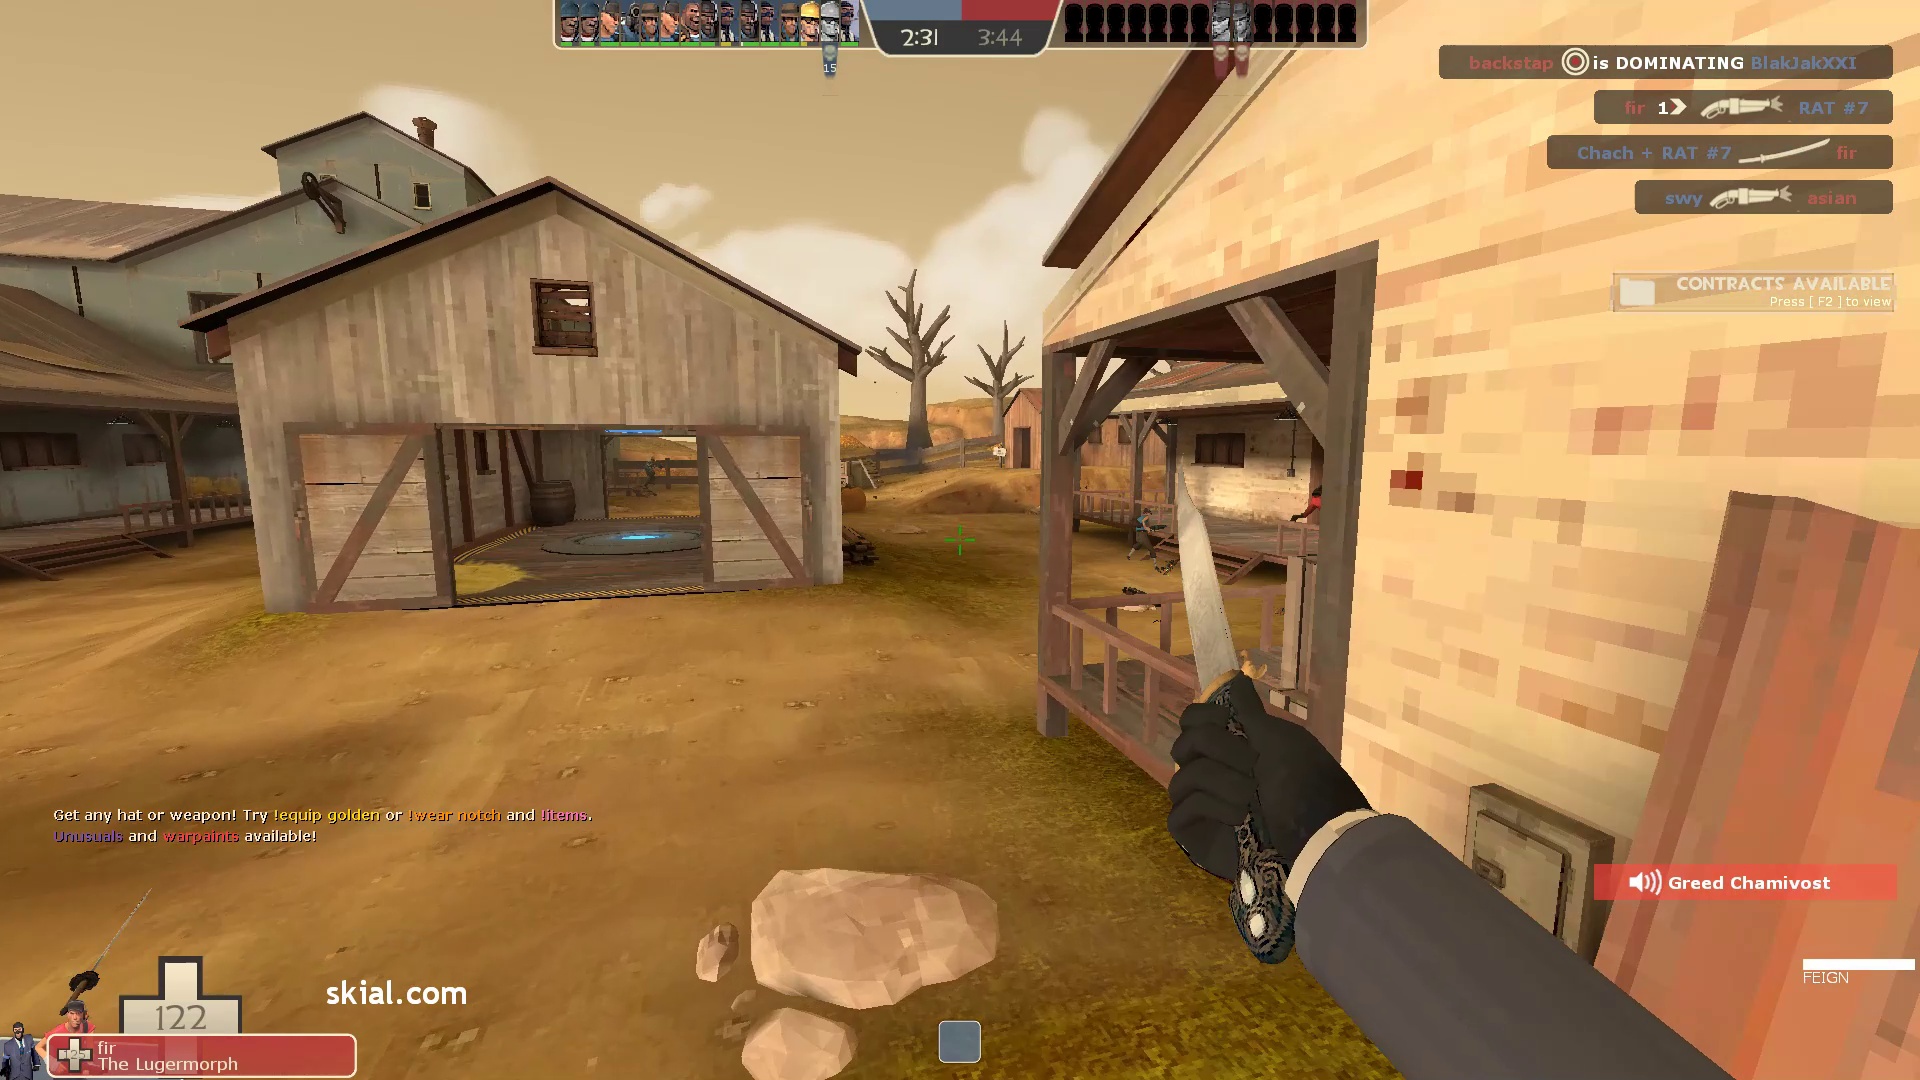 2:31 3:44
15
backstap is DOMINATING BlakJakXXI
fir 1 RAT #7
Chach + RAT #7 fir
swy asian
CONTRACTS AVAILABLE
Press [ F2 ] to view
Get any hat or weapon! Try !equip golden or !wear notch and !items.
Unusuals and warpaints available!
Greed Chamivost
FEIGN
skial.com
122
125
fir
The Lugermorph